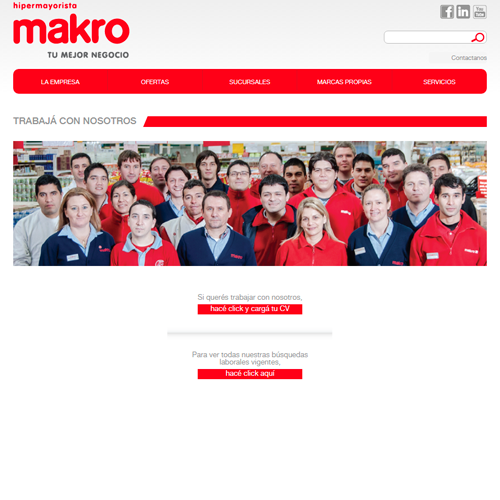 hipermayorista
makro
TU MEJOR NEGOCIO
You
Tube
Contactanos
LA EMPRESA OFERTAS SUCURSALES MARCAS PROPIAS SERVICIOS
TRABAJÁ CON NOSOTROS
Si querés trabajar con nosotros,
hacé click y cargá tu CV
Para ver todas nuestras búsquedas
laborales vigentes,
hacé click aquí